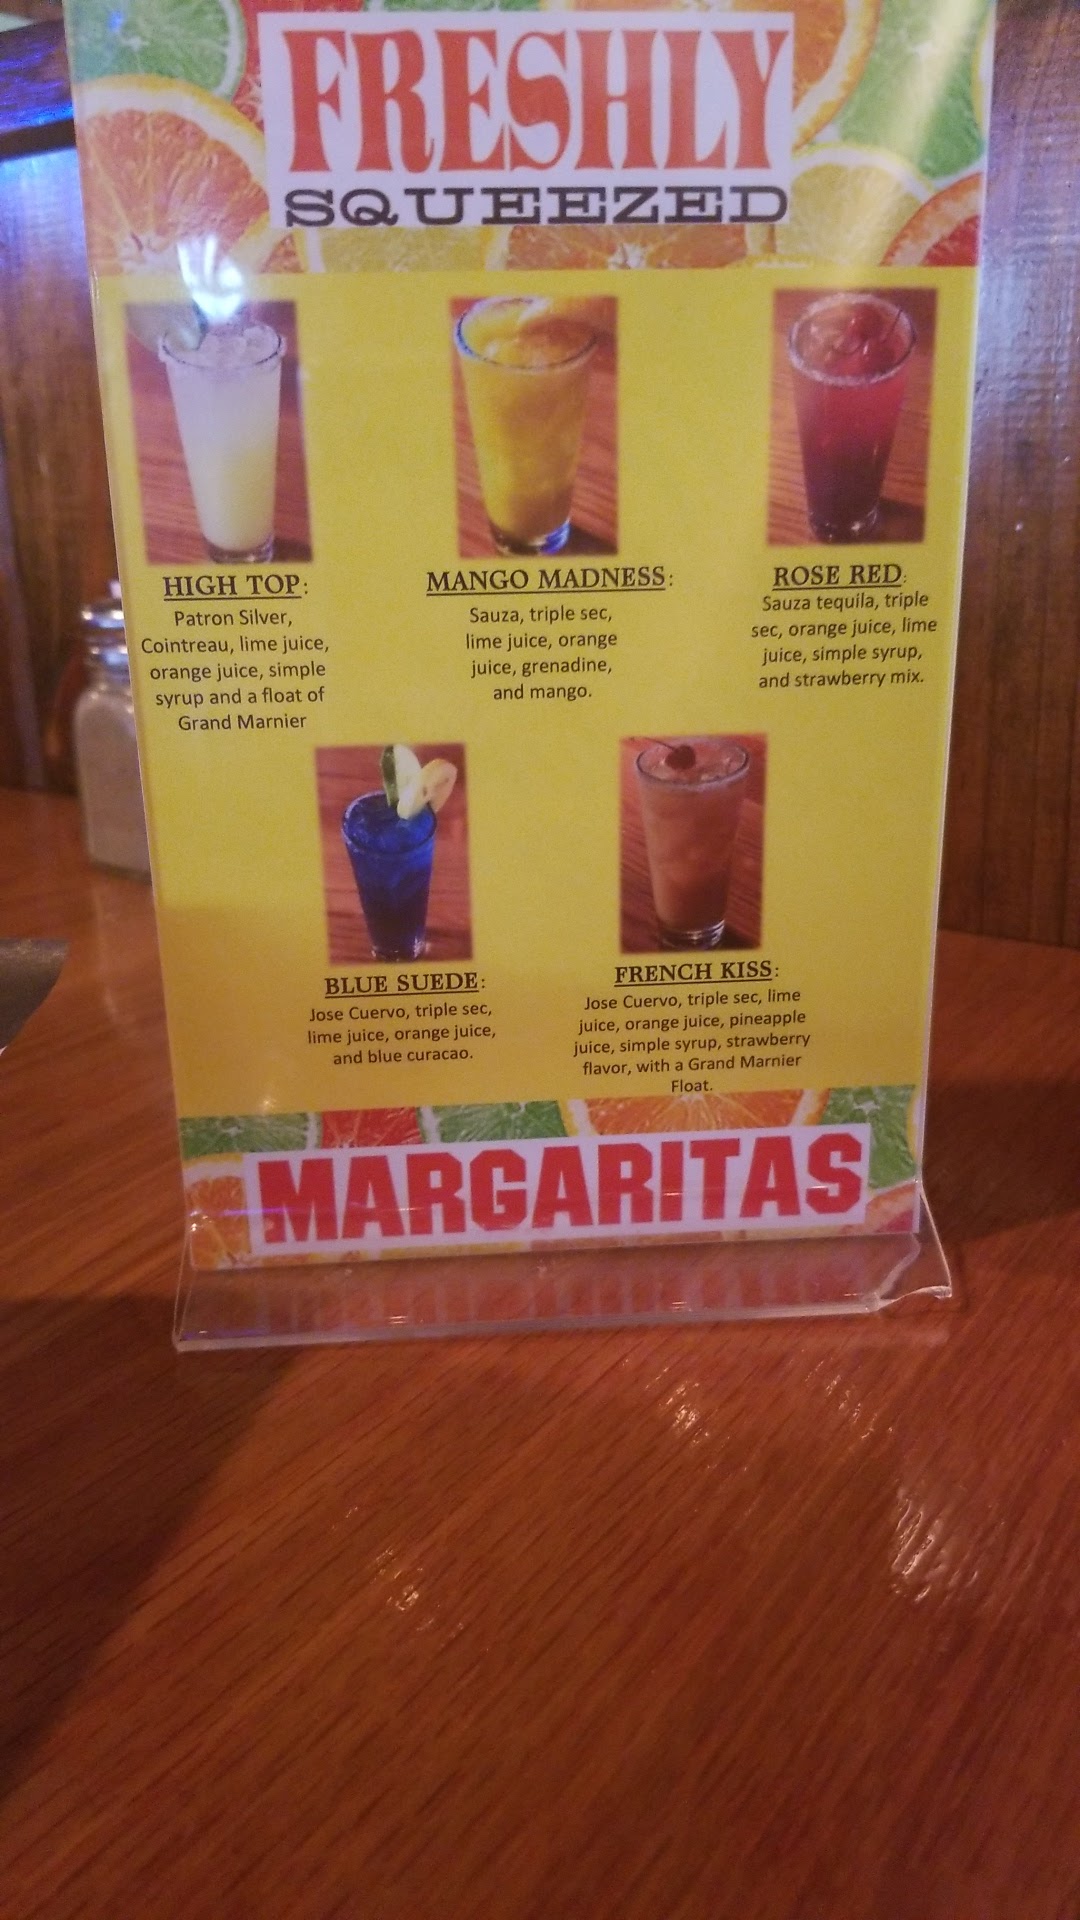 FRESHLY
SQUEEZED
HIGH TOP:
Patron Silver,
Cointreau, lime juice,
orange juice, simple
syrup and a float of
Grand Marnier
MANGO MADNESS:
Sauza, triple sec,
lime juice, orange
juice, grenadine,
and mango.
ROSE RED:
Sauza tequila, triple
sec, orange juice, lime
juice, simple syrup,
and strawberry mix.
BLUE SUEDE:
Jose Cuervo, triple sec,
lime juice, orange juice,
and blue curacao.
FRENCH KISS:
Jose Cuervo, triple sec, lime
juice, orange juice, pineapple
juice, simple syrup, strawberry
flavor, with a Grand Marnier
Float.
MARGARITAS